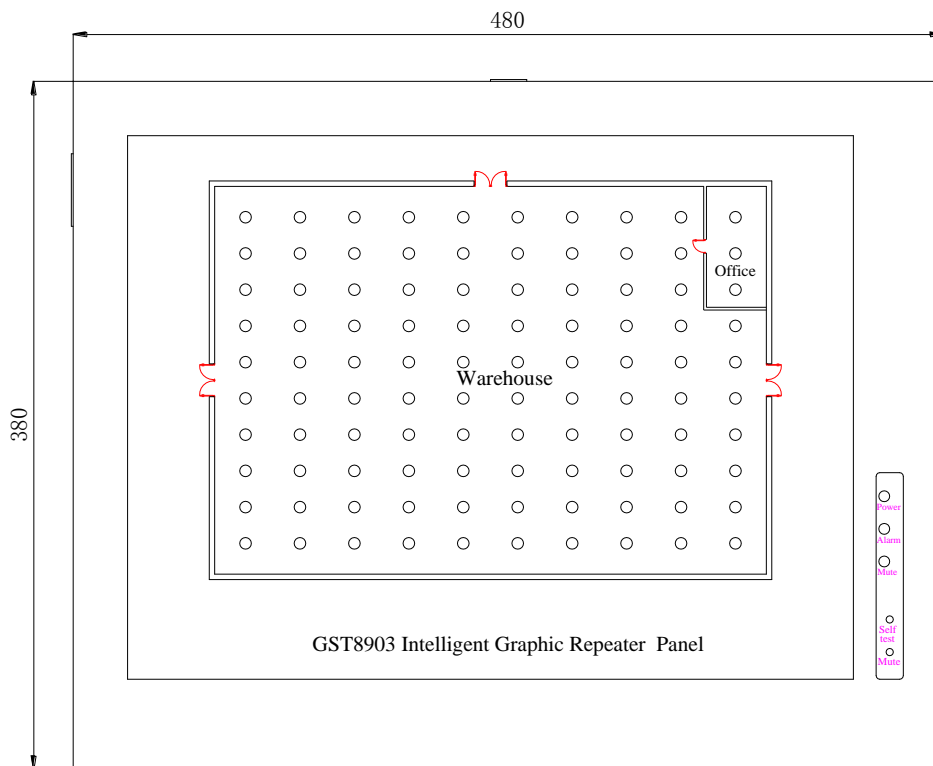 480
380
Office
Warehouse
Power
Alarm
Mute
Self
test
Mute
GST8903 Intelligent Graphic Repeater  Panel